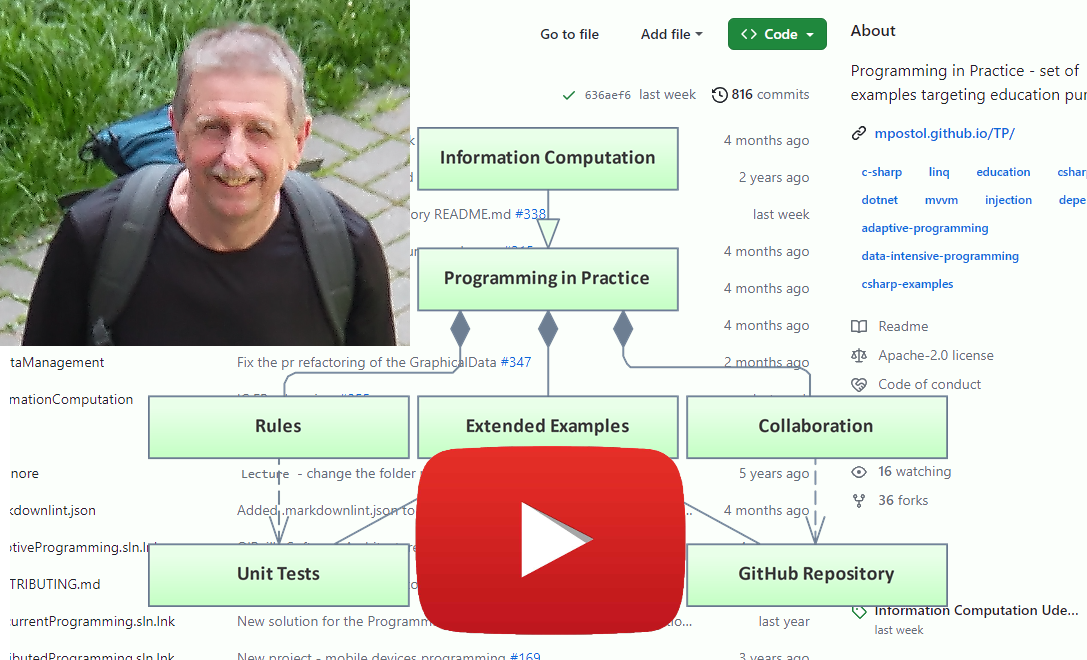 Go to file Add file Code About
Programming in Practice - set of
examples targeting education pur
636aef6 last week 816 commits
mpostol.github.io/TP/
4 months ago
Information Computation
c-sharp linq education cshar
2 years ago
dotnet mvvm injection depe
ory README.md #338 last week
adaptive-programming
4 months ago
data-intensive-programming
Programming in Practice
4 months ago
csharp-examples
4 months ago
Readme
taManagement Fix the pr refactoring of the GraphicalData #347 2 months ago
Apache-2.0 license
Code of conduct
mationComputation
Rules Extended Examples Collaboration
nore Lecture - change the folder 5 years ago
16 watching
36 forks
kdownlint.json Added .markdownlint.json to ... 4 months ago
ptiveProgramming.sln.lnk
Unit Tests GitHub Repository
TRIBUTING.md
Information Computation Ude...
currentProgramming.sln.lnk New solution for the Programm tio... last year
last week
ibutedProgramming.sln.lnk New project - mobile devices programming #169 3 years ago